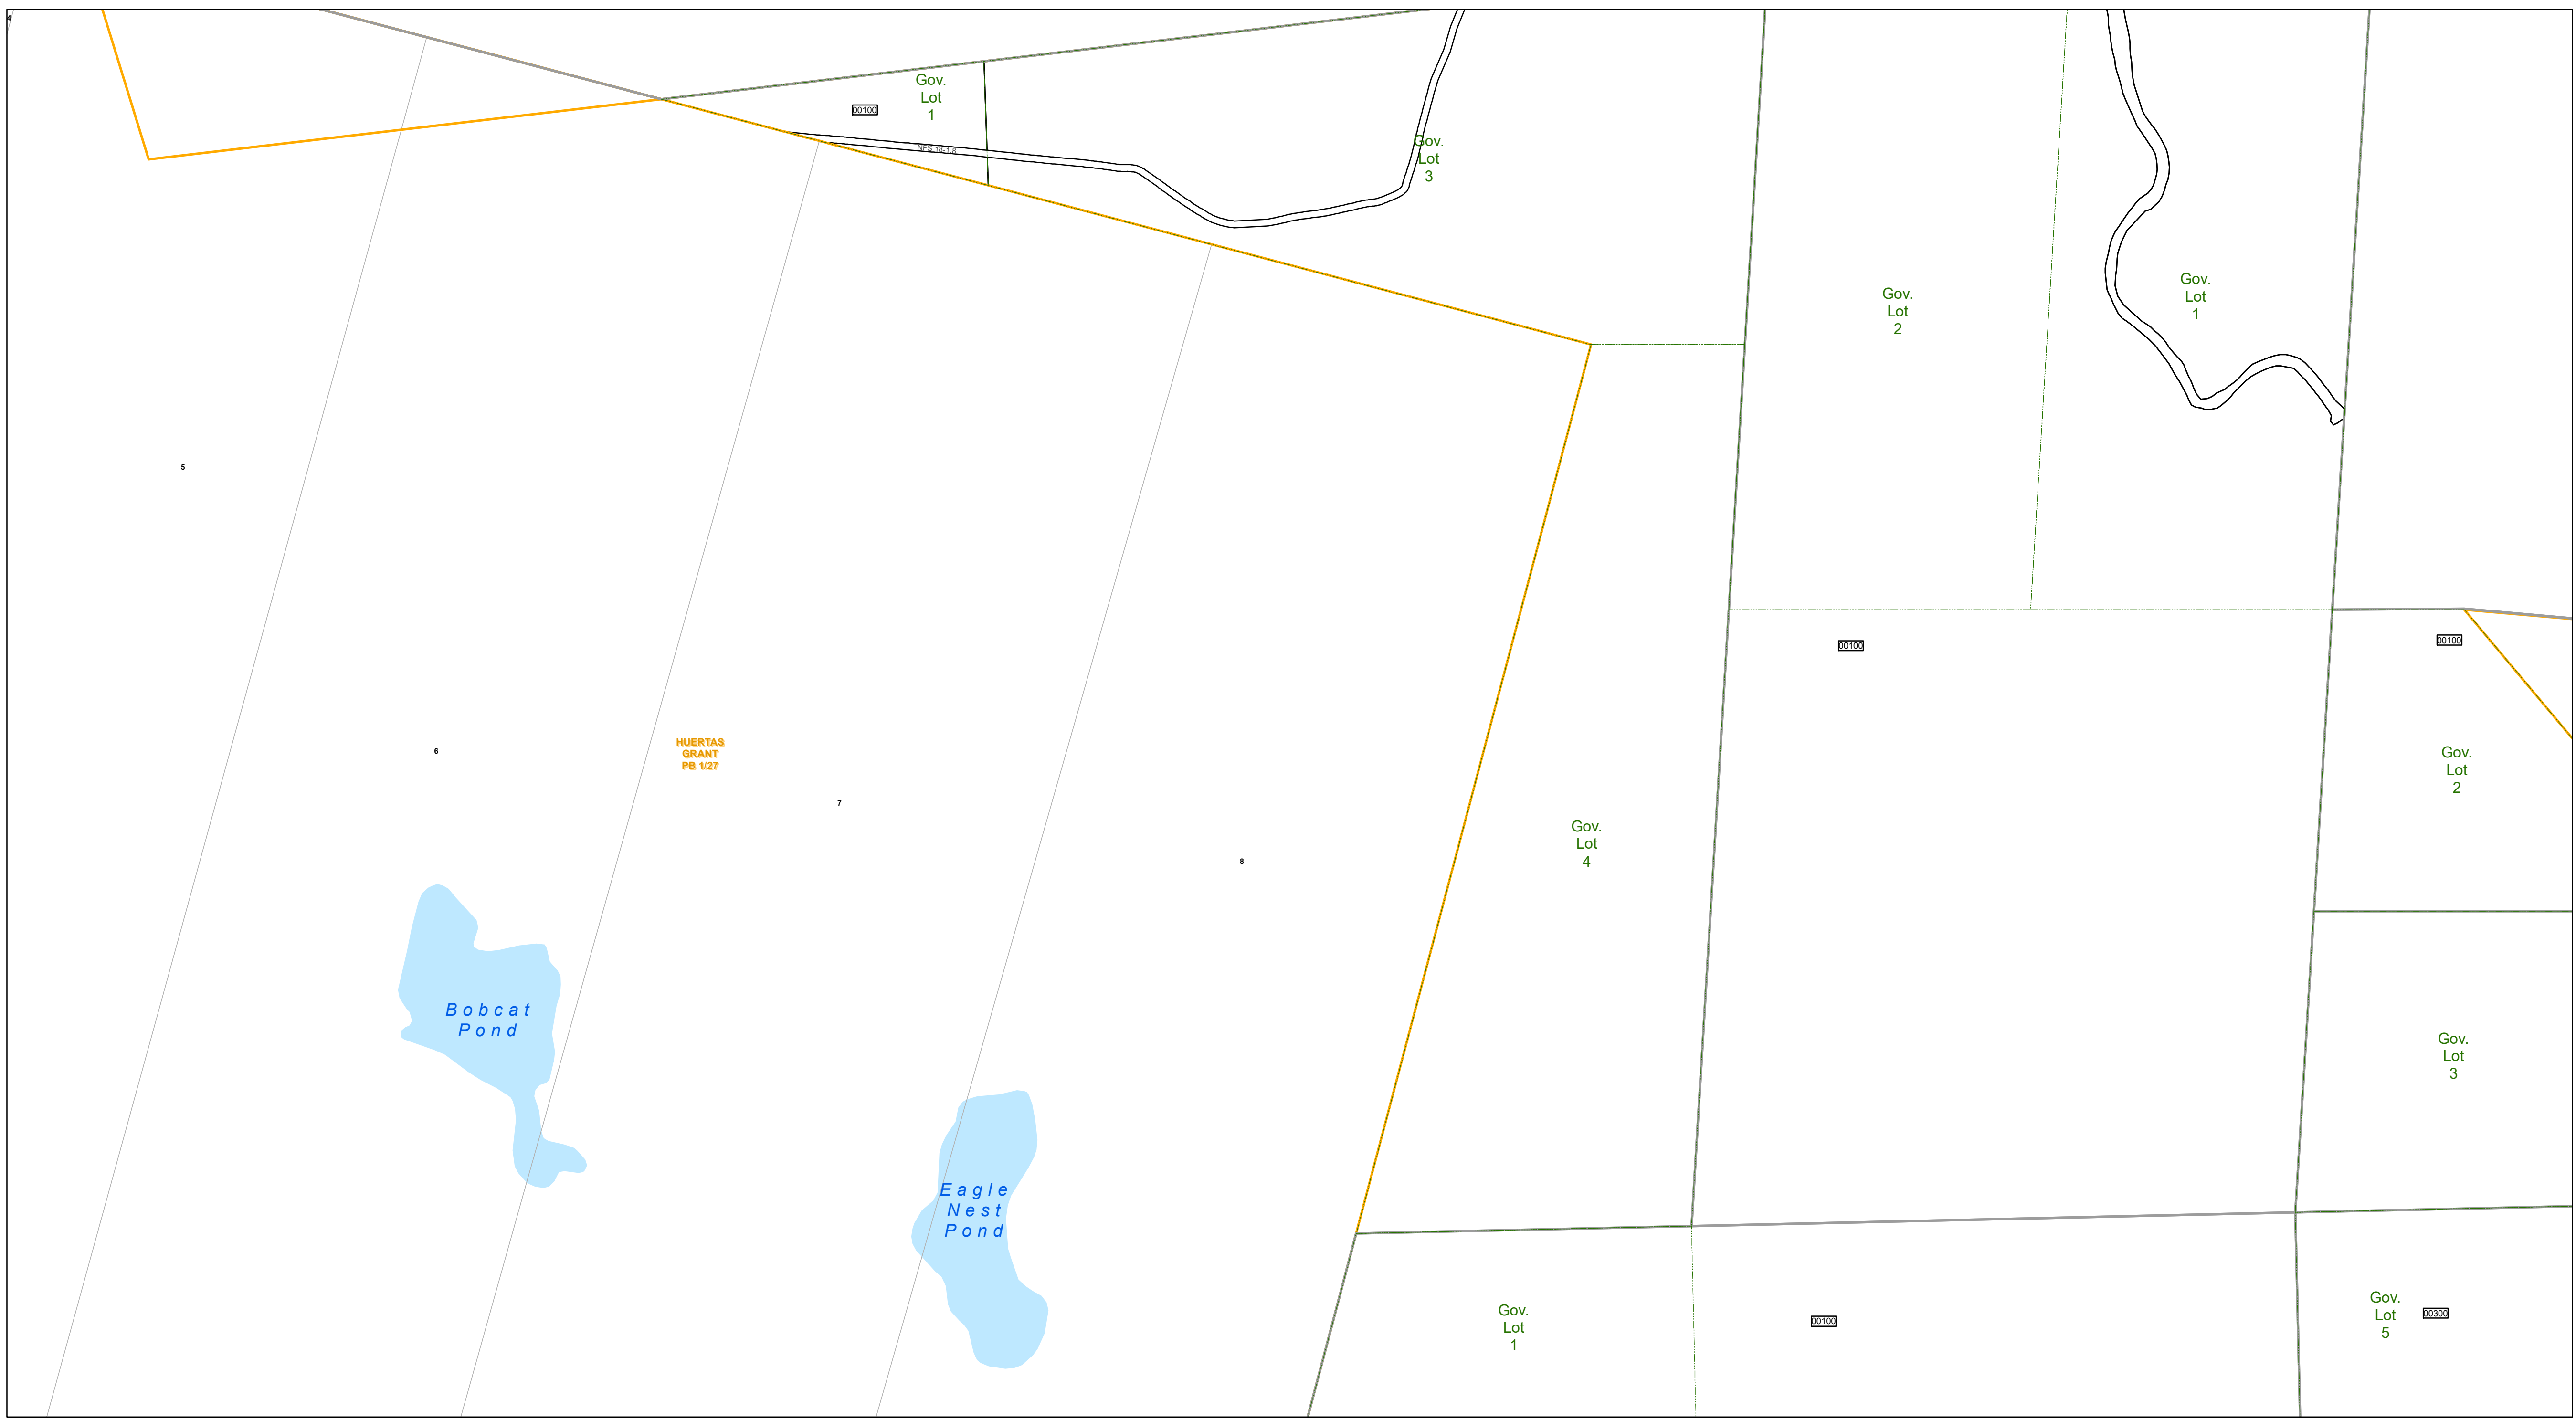 4
Gov.
Lot
1
00100
NFS 18-1.8
Gov.
Lot
3
Gov.
Lot
2
Gov.
Lot
1
5
00100
00100
6
HUERTAS
GRANT
PB 1/27
7
8
Gov.
Lot
4
Gov.
Lot
2
Bobcat
Pond
Gov.
Lot
3
Eagle
Nest
Pond
Gov.
Lot
1
00100
Gov.
Lot
5
00300